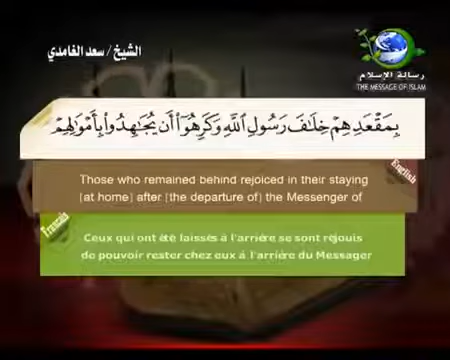 الشيخ / سعد الغامدي
رسالة الإسلام
THE MESSAGE OF ISLAM
بِمَقْعَدِهِمْ خِلَٰفَ رَسُولِ ٱللَّهِ وَكَرِهُوٓا۟ أَن يُجَٰهِدُوا۟ بِأَمْوَٰلِهِمْ
English
Those who remained behind rejoiced in their staying
[at home] after [the departure of] the Messenger of
Francais
Ceux qui ont été laissés à l'arrière se sont réjouis
de pouvoir rester chez eux à l'arrière du Messager